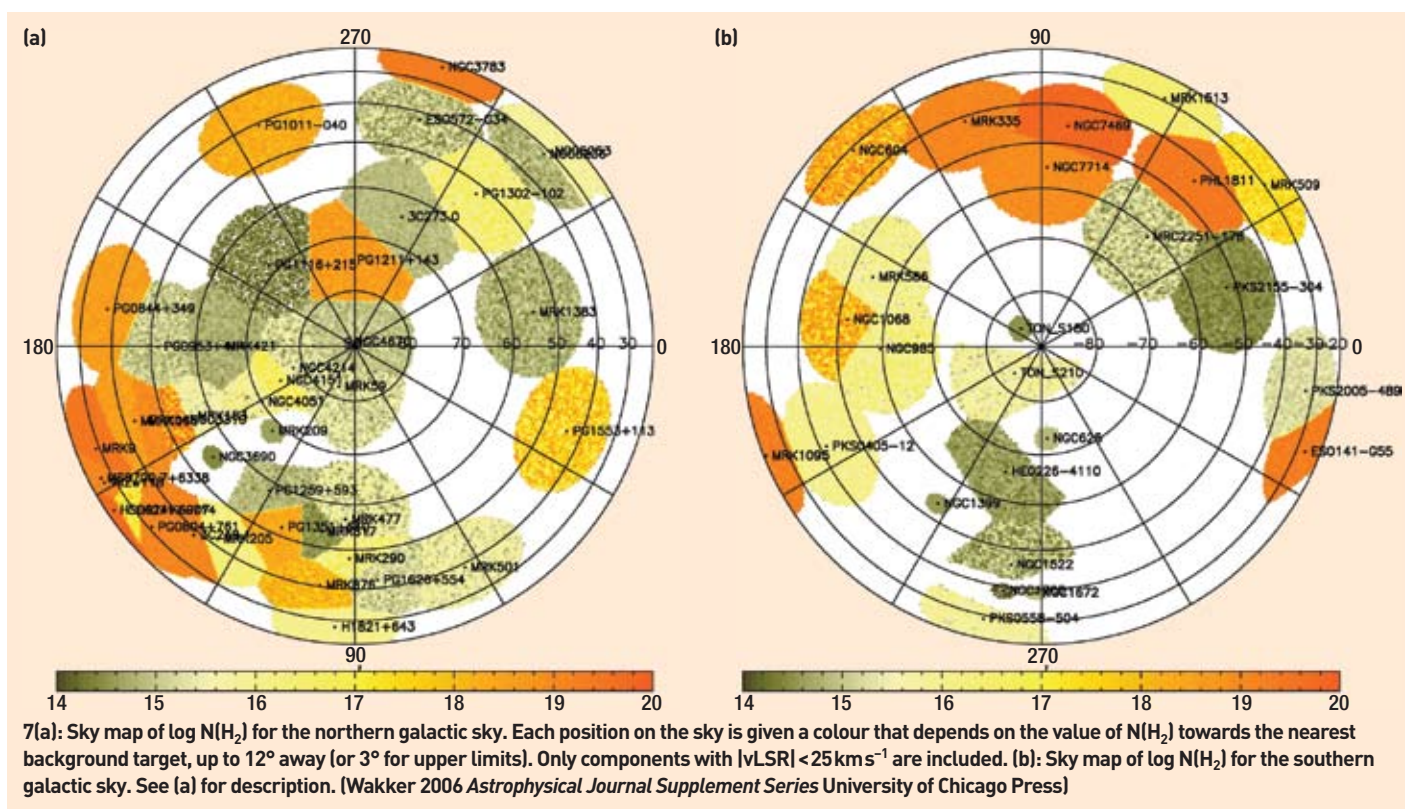 (a)
270
NGC3783
PG1011-040
ESO572-G34
PG1302-102
3C273.0
PG1116+215
PG1211+143
PG0844+349
MRK1383
180
MRK421
70
60
50
40
30
0
NGC4214
NGC4151
MRK59
NGC4051
MRK209
PG1553+113
MRK9
NGC3690
PG1259+593
MRK477
PG0804+761
MRK205
MRK290
MRK501
MRK876
PG1626+554
H1821+643
90
14 15 16 17 18 19 20
(b)
90
MRK1513
MRK335
NGC7469
NGC604
NGC7714
PHL1811
MRK509
MRC2251-178
MRK586
PKS2155-304
NGC1068
TON_S180
180
NGC985
-80
-70
-60
-50
-40
-30
-20
0
TON_S210
PKS2005-489
NGC625
PKS0405-12
ESO141-G55
MRK1095
HE0226-4110
NGC1399
NGC1522
PKS0558-504
270
14 15 16 17 18 19 20
7(a): Sky map of log N(H₂) for the northern galactic sky. Each position on the sky is given a colour that depends on the value of N(H₂) towards the nearest
background target, up to 12° away (or 3° for upper limits). Only components with |vLSR| < 25 km s⁻¹ are included. (b): Sky map of log N(H₂) for the southern
galactic sky. See (a) for description. (Wakker 2006 Astrophysical Journal Supplement Series University of Chicago Press)